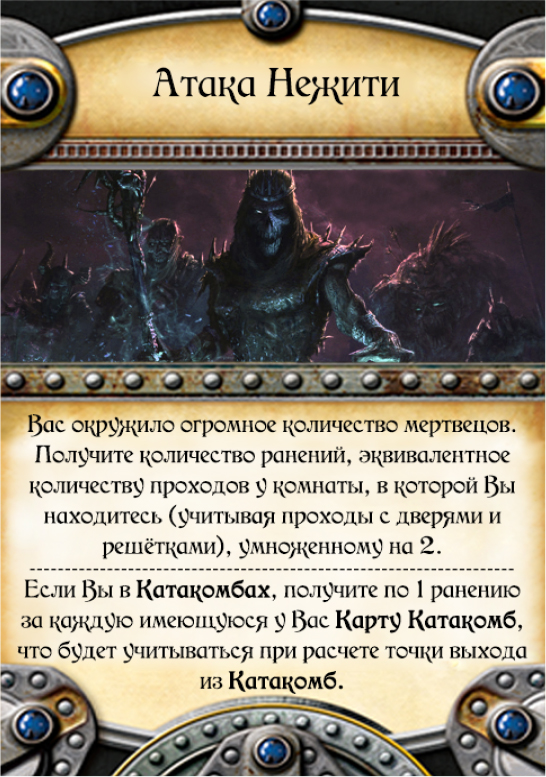 Атака Нежити
Вас окружило огромное количество мертвецов.
Получите количество ранений, эквивалентное
количеству проходов у комнаты, в которой Вы
находитесь (учитывая проходы с дверями и
решётками), умноженному на 2.
Если Вы в Катакомбах, получите по 1 ранению
за каждую имеющуюся у Вас Карту Катакомб,
что будет учитываться при расчете точки выхода
из Катакомб.